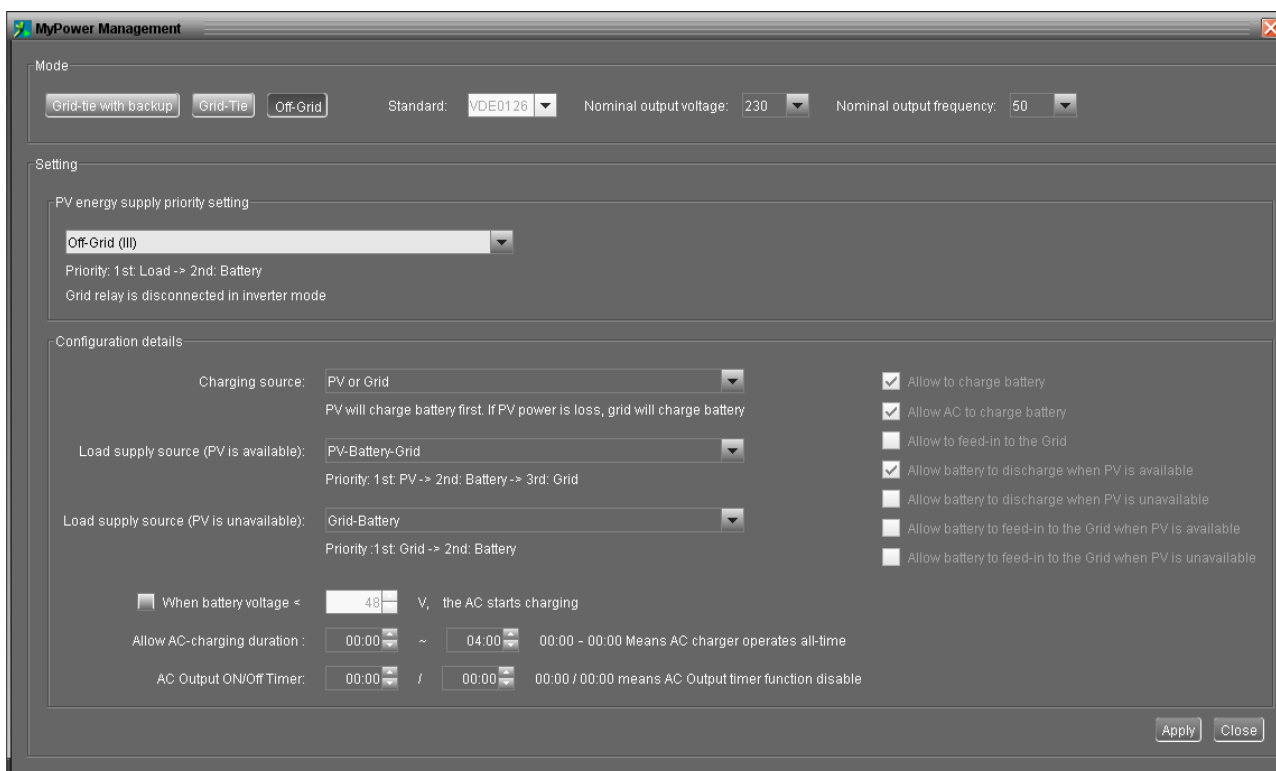 MyPower Management
Mode
Grid-tie with backup Grid-Tie Off-Grid Standard: VDE0126 Nominal output voltage: 230 Nominal output frequency: 50
Setting
PV energy supply priority setting
Off-Grid (III)
Priority: 1st: Load -> 2nd: Battery
Grid relay is disconnected in inverter mode
Configuration details
Charging source: PV or Grid
PV will charge battery first. If PV power is loss, grid will charge battery
Load supply source (PV is available): PV-Battery-Grid
Priority: 1st: PV -> 2nd: Battery -> 3rd: Grid
Load supply source (PV is unavailable): Grid-Battery
Priority :1st: Grid -> 2nd: Battery
Allow to charge battery
Allow AC to charge battery
Allow to feed-in to the Grid
Allow battery to discharge when PV is available
Allow battery to discharge when PV is unavailable
Allow battery to feed-in to the Grid when PV is available
Allow battery to feed-in to the Grid when PV is unavailable
When battery voltage < 48 V, the AC starts charging
Allow AC-charging duration : 00:00 ~ 04:00 00:00 - 00:00 Means AC charger operates all-time
AC Output ON/Off Timer: 00:00 / 00:00 00:00 / 00:00 means AC Output timer function disable
Apply Close